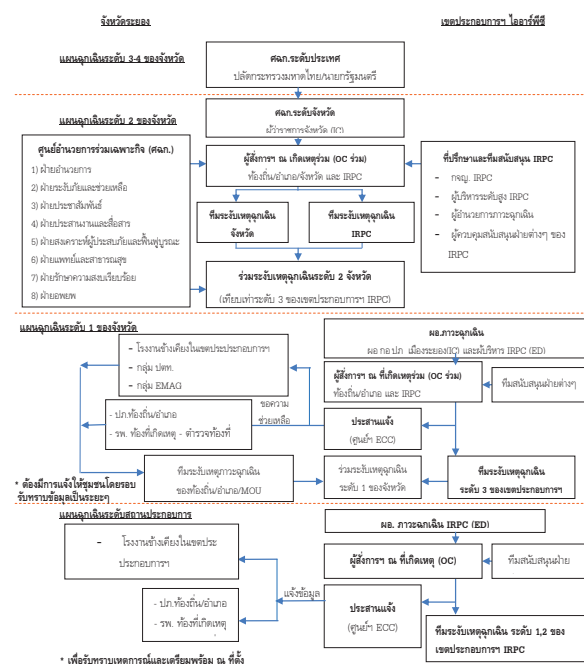 จังหวัดระยอง
เขตประกอบการฯ ไออาร์พีซี
แผนฉุกเฉินระดับ 3-4 ของจังหวัด
ศฉก.ระดับประเทศ
ปลัดกระทรวงมหาดไทย/นายกรัฐมนตรี
แผนฉุกเฉินระดับ 2 ของจังหวัด
ศฉก.ระดับจังหวัด
ผู้ว่าราชการจังหวัด (IC)
ศูนย์อำนวยการร่วมเฉพาะกิจ (ศฉก.)
1) ฝ่ายอำนวยการ
2) ฝ่ายระงับภัยและช่วยเหลือ
3) ฝ่ายประชาสัมพันธ์
4) ฝ่ายประสานงานและสื่อสาร
5) ฝ่ายสงเคราะห์ผู้ประสบภัยและฟื้นฟูบูรณะ
6) ฝ่ายแพทย์และสาธารณสุข
7) ฝ่ายรักษาความสงบเรียบร้อย
8) ฝ่ายอพยพ
ผู้สั่งการฯ ณ เกิดเหตุร่วม (OC ร่วม)
ท้องถิ่น/อำเภอ/จังหวัด และ IRPC
ที่ปรึกษาและทีมสนับสนุน IRPC
- กจญ. IRPC
- ผู้บริหารระดับสูง IRPC
- ผู้อำนวยการภาวะฉุกเฉิน
- ผู้ควบคุมสนับสนุนฝ่ายต่างๆ ของ
IRPC
ทีมระงับเหตุฉุกเฉิน
จังหวัด
ทีมระงับเหตุฉุกเฉิน
IRPC
ร่วมระงับเหตุฉุกเฉินระดับ 2 จังหวัด
(เทียบเท่าระดับ 3 ของเขตประกอบการฯ IRPC)
แผนฉุกเฉินระดับ 1 ของจังหวัด
ผอ.ภาวะฉุกเฉิน
ผอ กอ ปภ เมืองระยอง(IC) และผู้บริหาร IRPC (ED)
- โรงงานข้างเคียงในเขตประประกอบการฯ
- กลุ่ม ปตท.
- กลุ่ม EMAG
ผู้สั่งการฯ ณ ที่เกิดเหตุร่วม (OC ร่วม)
ท้องถิ่น/อำเภอ และ IRPC
ทีมสนับสนุนฝ่ายต่างๆ
ขอความ
ช่วยเหลือ
- ปภ.ท้องถิ่น/อำเภอ
- รพ. ท้องที่เกิดเหตุ - ตำรวจท้องที่
ประสานแจ้ง
(ศูนย์ฯ ECC)
ทีมระงับเหตุภาวะฉุกเฉิน
ของท้องถิ่น/อำเภอ/MOU
ร่วมระงับเหตุฉุกเฉิน
ระดับ 1 ของจังหวัด
ทีมระงับเหตุฉุกเฉิน
ระดับ 3 ของเขตประกอบการฯ
* ต้องมีการแจ้งให้ชุมชนโดยรอบ
รับทราบข้อมูลเป็นระยะๆ
แผนฉุกเฉินระดับสถานประกอบการ
ผอ. ภาวะฉุกเฉิน IRPC (ED)
- โรงงานข้างเคียงในเขตประ
ประกอบการฯ
ผู้สั่งการฯ ณ ที่เกิดเหตุ (OC)
ทีมสนับสนุนฝ่าย
แจ้งข้อมูล
- ปภ.ท้องถิ่น/อำเภอ
- รพ. ท้องที่เกิดเหตุ
ประสานแจ้ง
(ศูนย์ฯ ECC)
ทีมระงับเหตุฉุกเฉิน ระดับ 1,2 ของ
เขตประกอบการฯ IRPC
* เพื่อรับทราบเหตุการณ์และเตรียมพร้อม ณ ที่ตั้ง